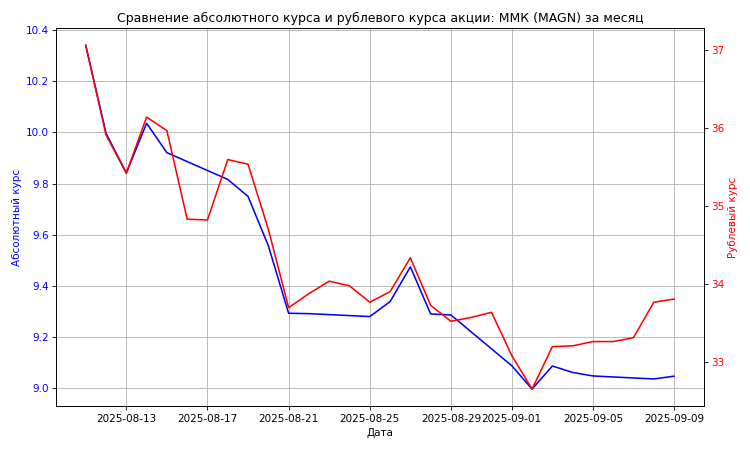 Сравнение абсолютного курса и рублевого курса акции: ММК (MAGN) за месяц
10.4
10.2
10.0
9.8
9.6
9.4
9.2
9.0
Абсолютный курс
37
36
35
34
33
Рублевый курс
2025-08-13 2025-08-17 2025-08-21 2025-08-25 2025-08-29 2025-09-01 2025-09-05 2025-09-09
Дата